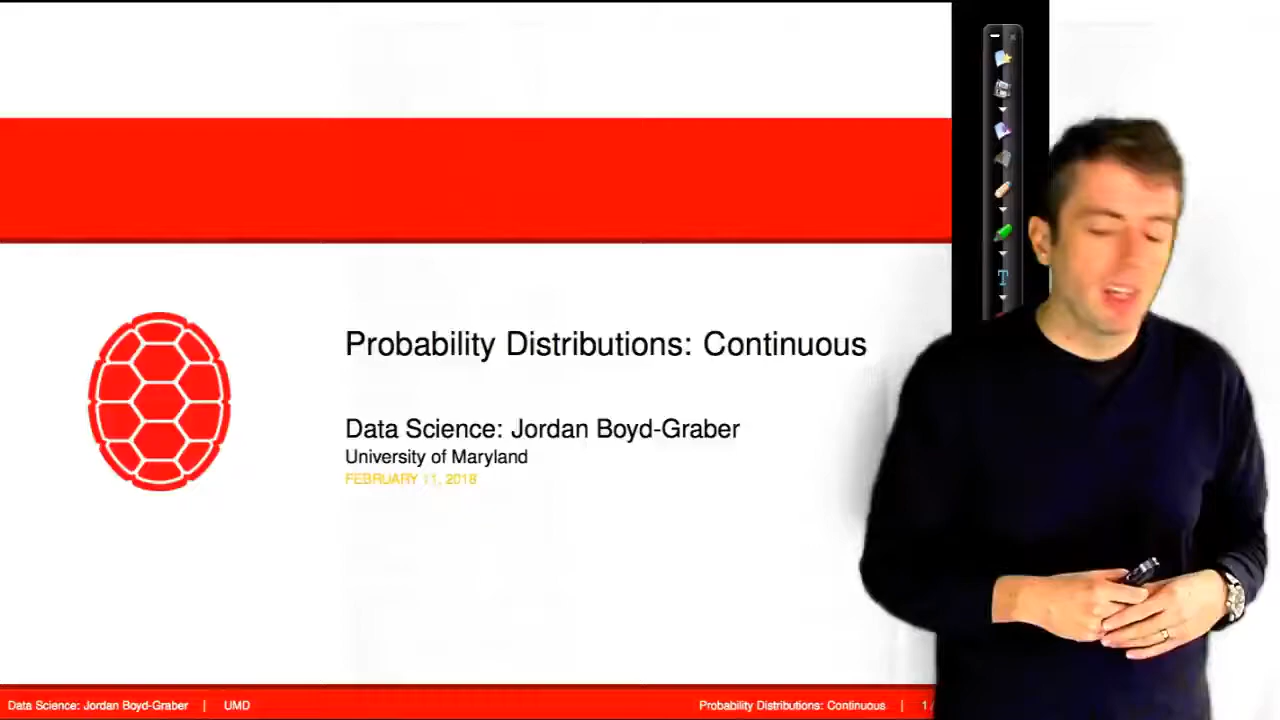 Probability Distributions: Continuous
Data Science: Jordan Boyd-Graber
University of Maryland
FEBRUARY 11, 2018
Data Science: Jordan Boyd-Graber | UMD
Probability Distributions: Continuous | 1 /
T